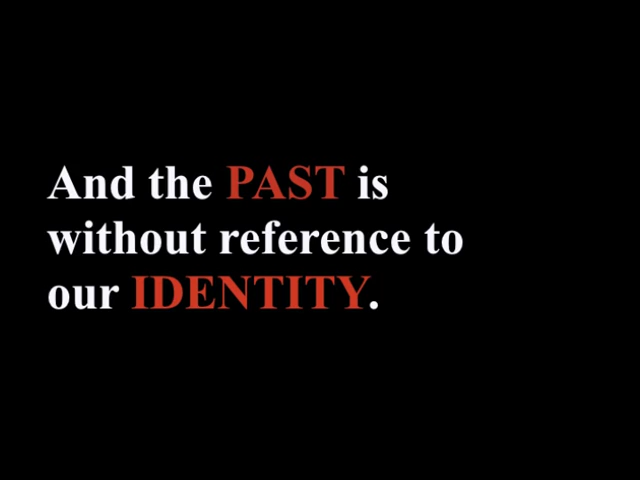 And the PAST is
without reference to
our IDENTITY.